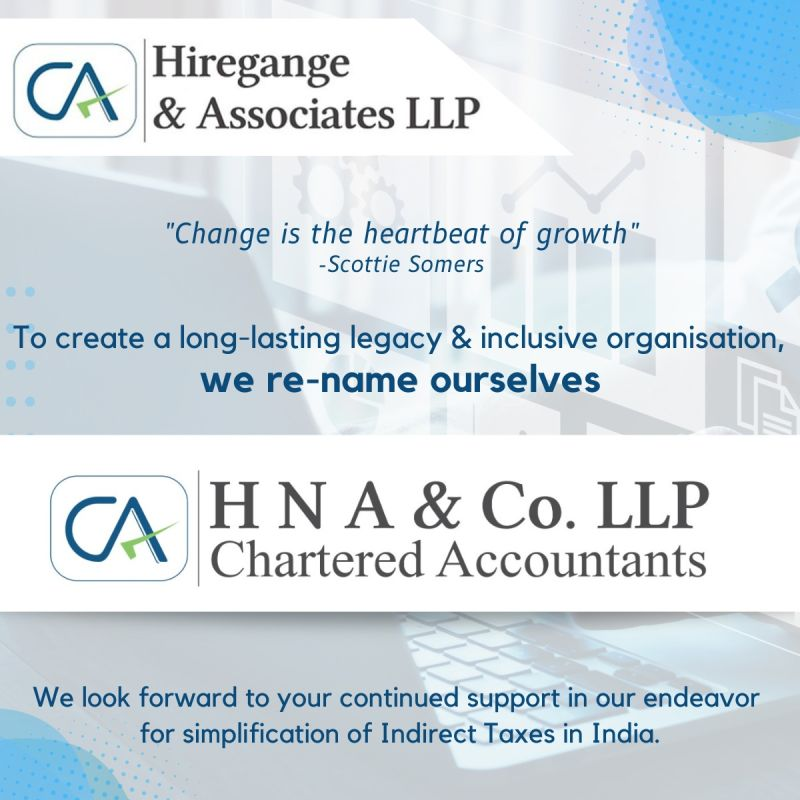 CA
Hiregange
& Associates LLP
"Change is the heartbeat of growth"
-Scottie Somers
To create a long-lasting legacy & inclusive organisation,
we re-name ourselves
CA
H N A & Co. LLP
Chartered Accountants
We look forward to your continued support in our endeavor
for simplification of Indirect Taxes in India.